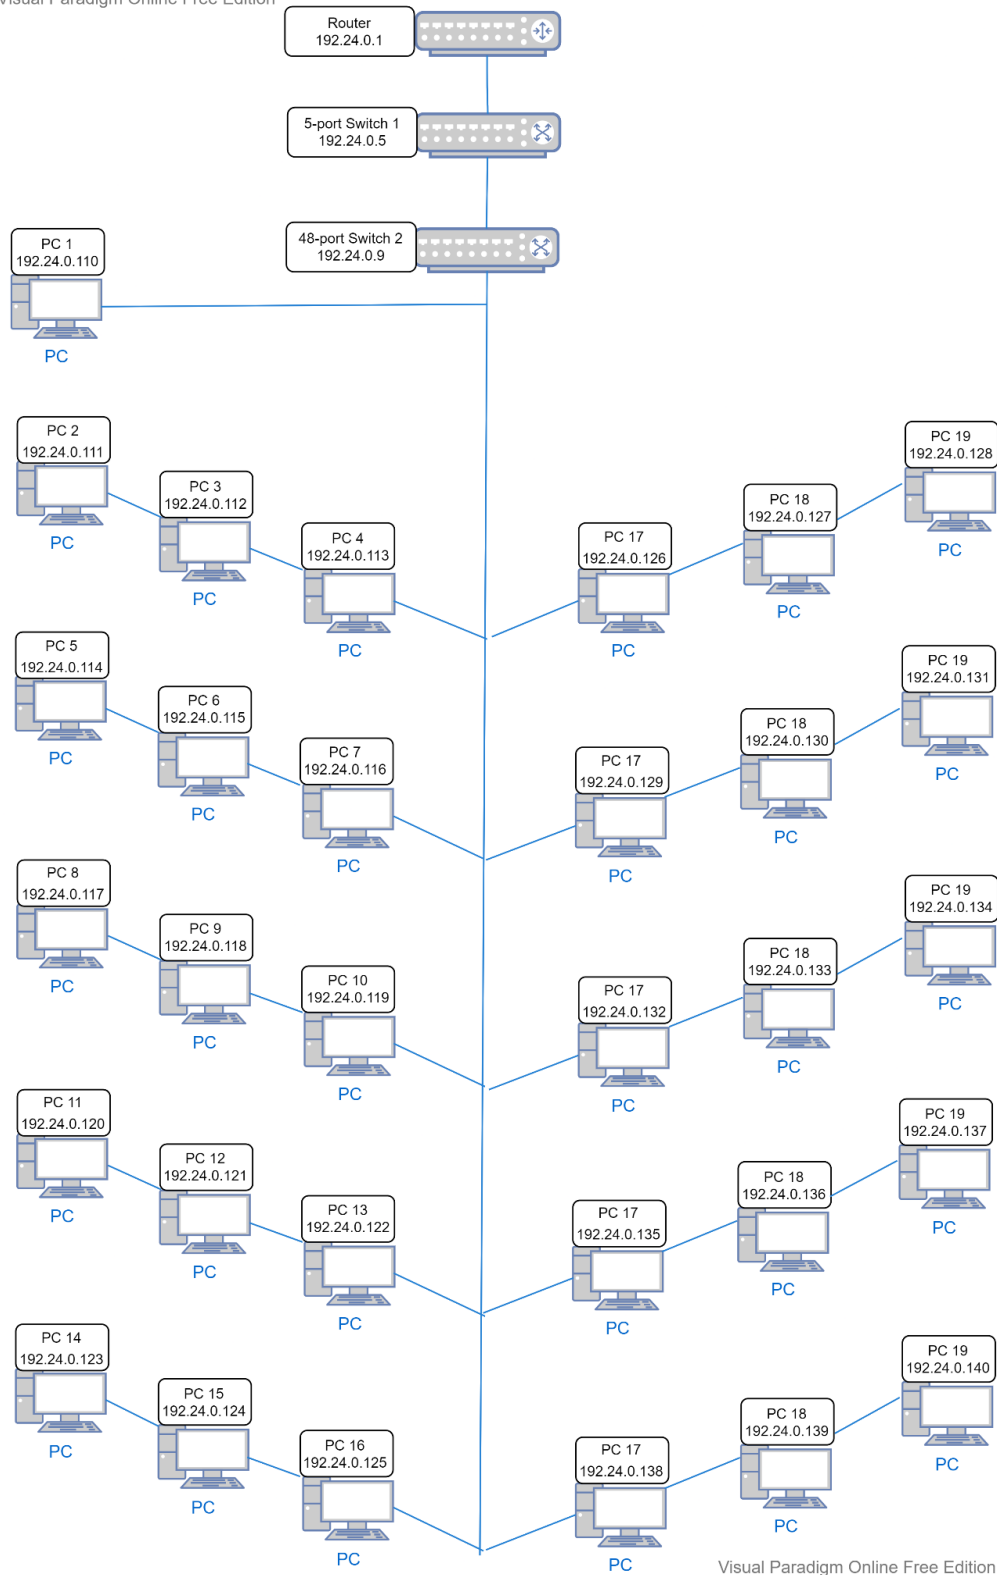 Visual Paradigm Online Free Edition
Router
192.24.0.1
5-port Switch 1
192.24.0.5
48-port Switch 2
192.24.0.9
PC 1
192.24.0.110
PC
PC 2
192.24.0.111
PC
PC 3
192.24.0.112
PC
PC 4
192.24.0.113
PC
PC 17
192.24.0.126
PC
PC 18
192.24.0.127
PC
PC 19
192.24.0.128
PC
PC 5
192.24.0.114
PC
PC 6
192.24.0.115
PC
PC 7
192.24.0.116
PC
PC 17
192.24.0.129
PC
PC 18
192.24.0.130
PC
PC 19
192.24.0.131
PC
PC 8
192.24.0.117
PC
PC 9
192.24.0.118
PC
PC 10
192.24.0.119
PC
PC 17
192.24.0.132
PC
PC 18
192.24.0.133
PC
PC 19
192.24.0.134
PC
PC 11
192.24.0.120
PC
PC 12
192.24.0.121
PC
PC 13
192.24.0.122
PC
PC 17
192.24.0.135
PC
PC 18
192.24.0.136
PC
PC 19
192.24.0.137
PC
PC 14
192.24.0.123
PC
PC 15
192.24.0.124
PC
PC 16
192.24.0.125
PC
PC 17
192.24.0.138
PC
PC 18
192.24.0.139
PC
PC 19
192.24.0.140
PC
Visual Paradigm Online Free Edition